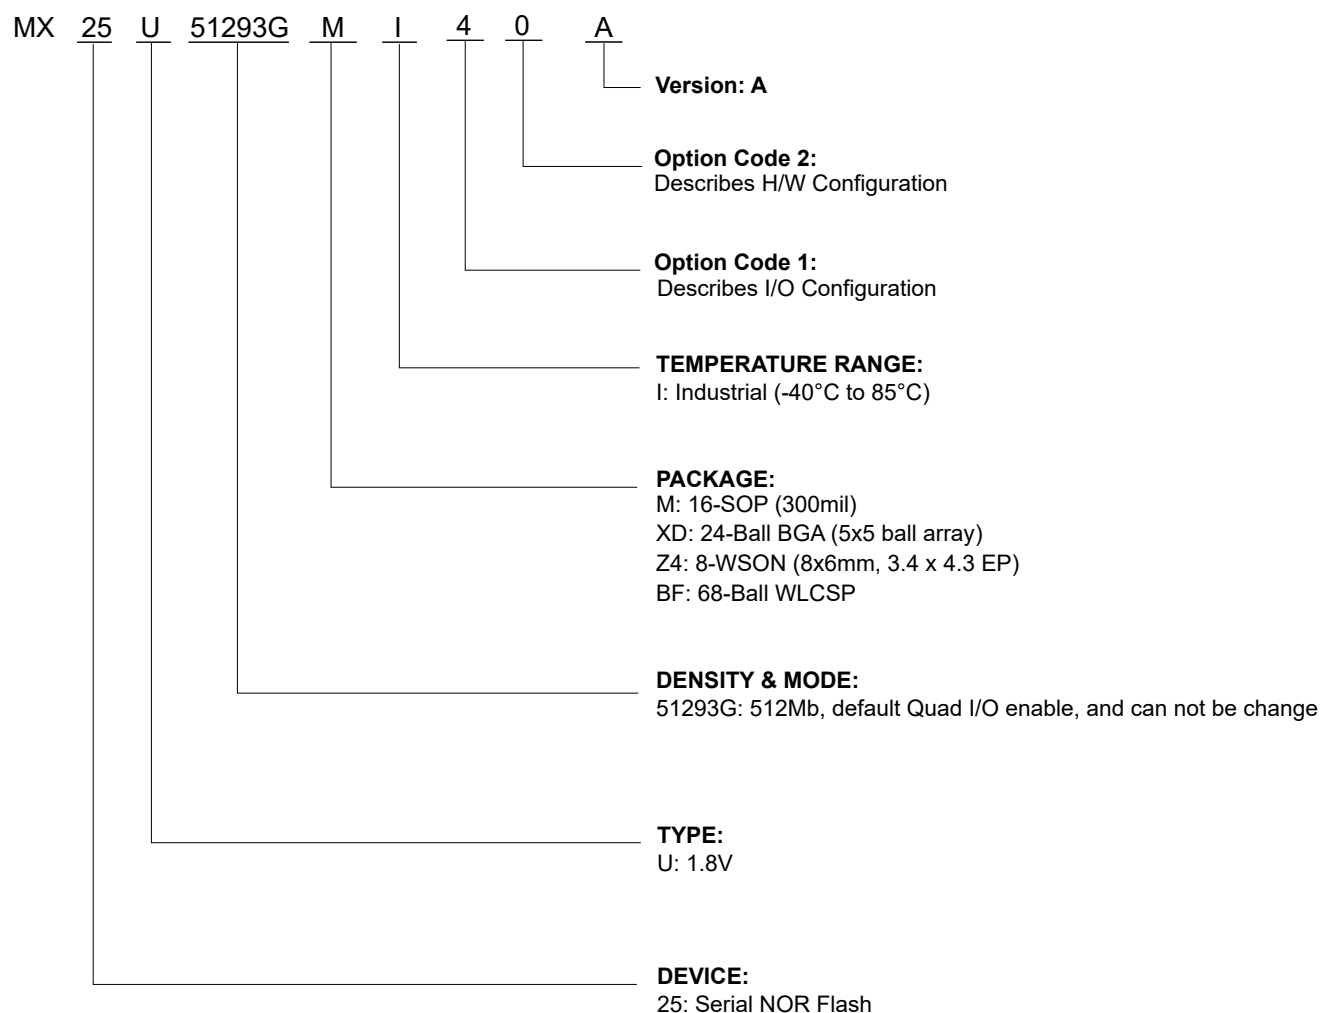 MX 25 U 51293G M I 4 0 A
Version: A
Option Code 2:
Describes H/W Configuration
Option Code 1:
Describes I/O Configuration
TEMPERATURE RANGE:
I: Industrial (-40°C to 85°C)
PACKAGE:
M: 16-SOP (300mil)
XD: 24-Ball BGA (5x5 ball array)
Z4: 8-WSON (8x6mm, 3.4 x 4.3 EP)
BF: 68-Ball WLCSP
DENSITY & MODE:
51293G: 512Mb, default Quad I/O enable, and can not be change
TYPE:
U: 1.8V
DEVICE:
25: Serial NOR Flash